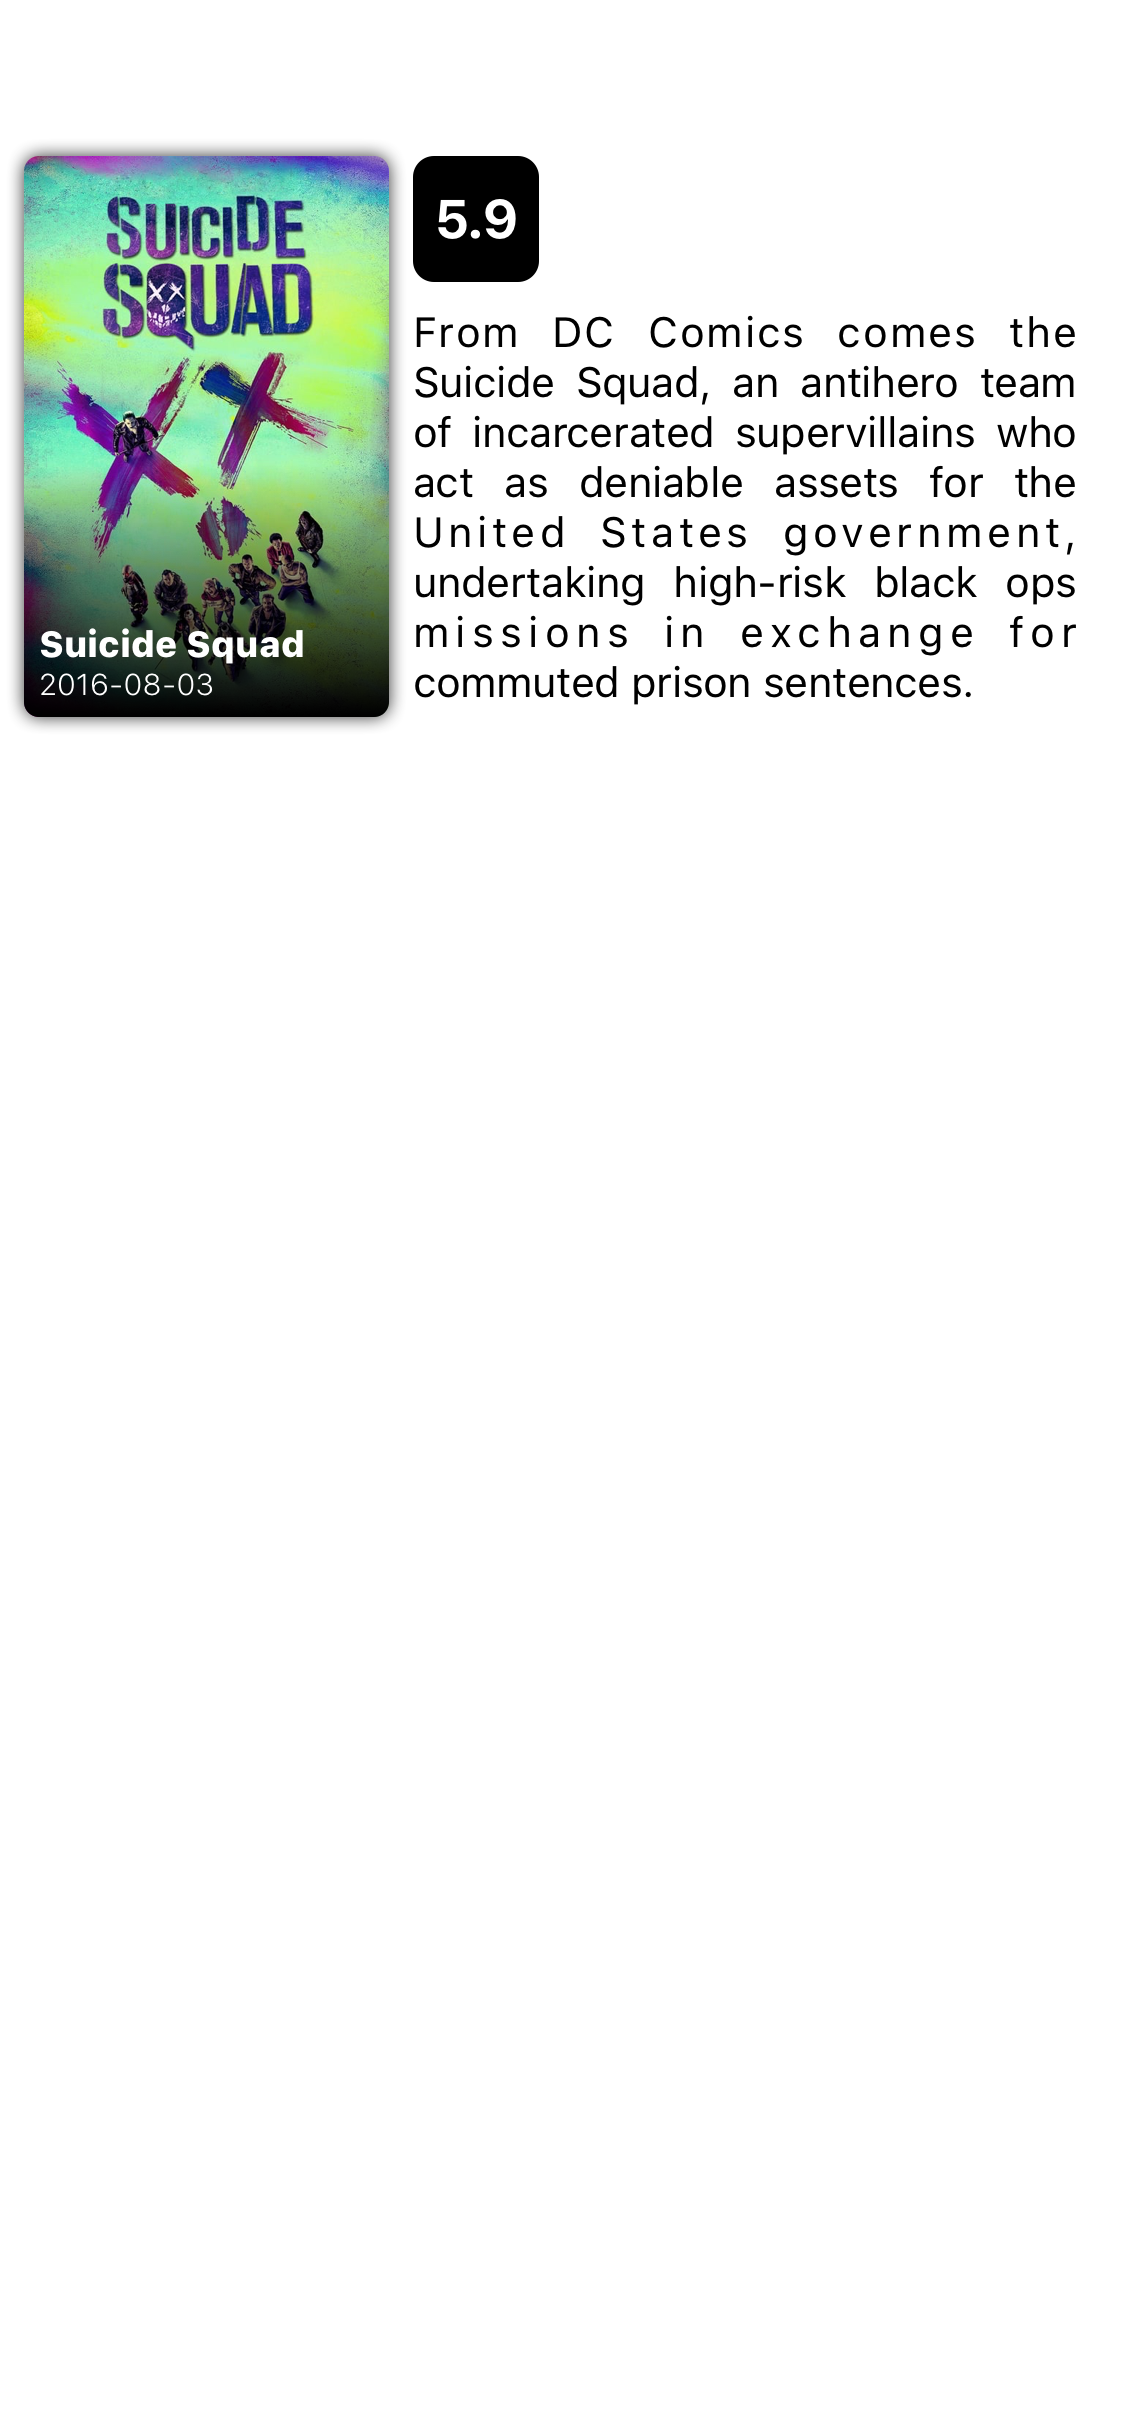 SUICIDE
SQUAD
Suicide Squad
2016-08-03
5.9
From DC Comics comes the
Suicide Squad, an antihero team
of incarcerated supervillains who
act as deniable assets for the
United States government,
undertaking high-risk black ops
missions in exchange for
commuted prison sentences.